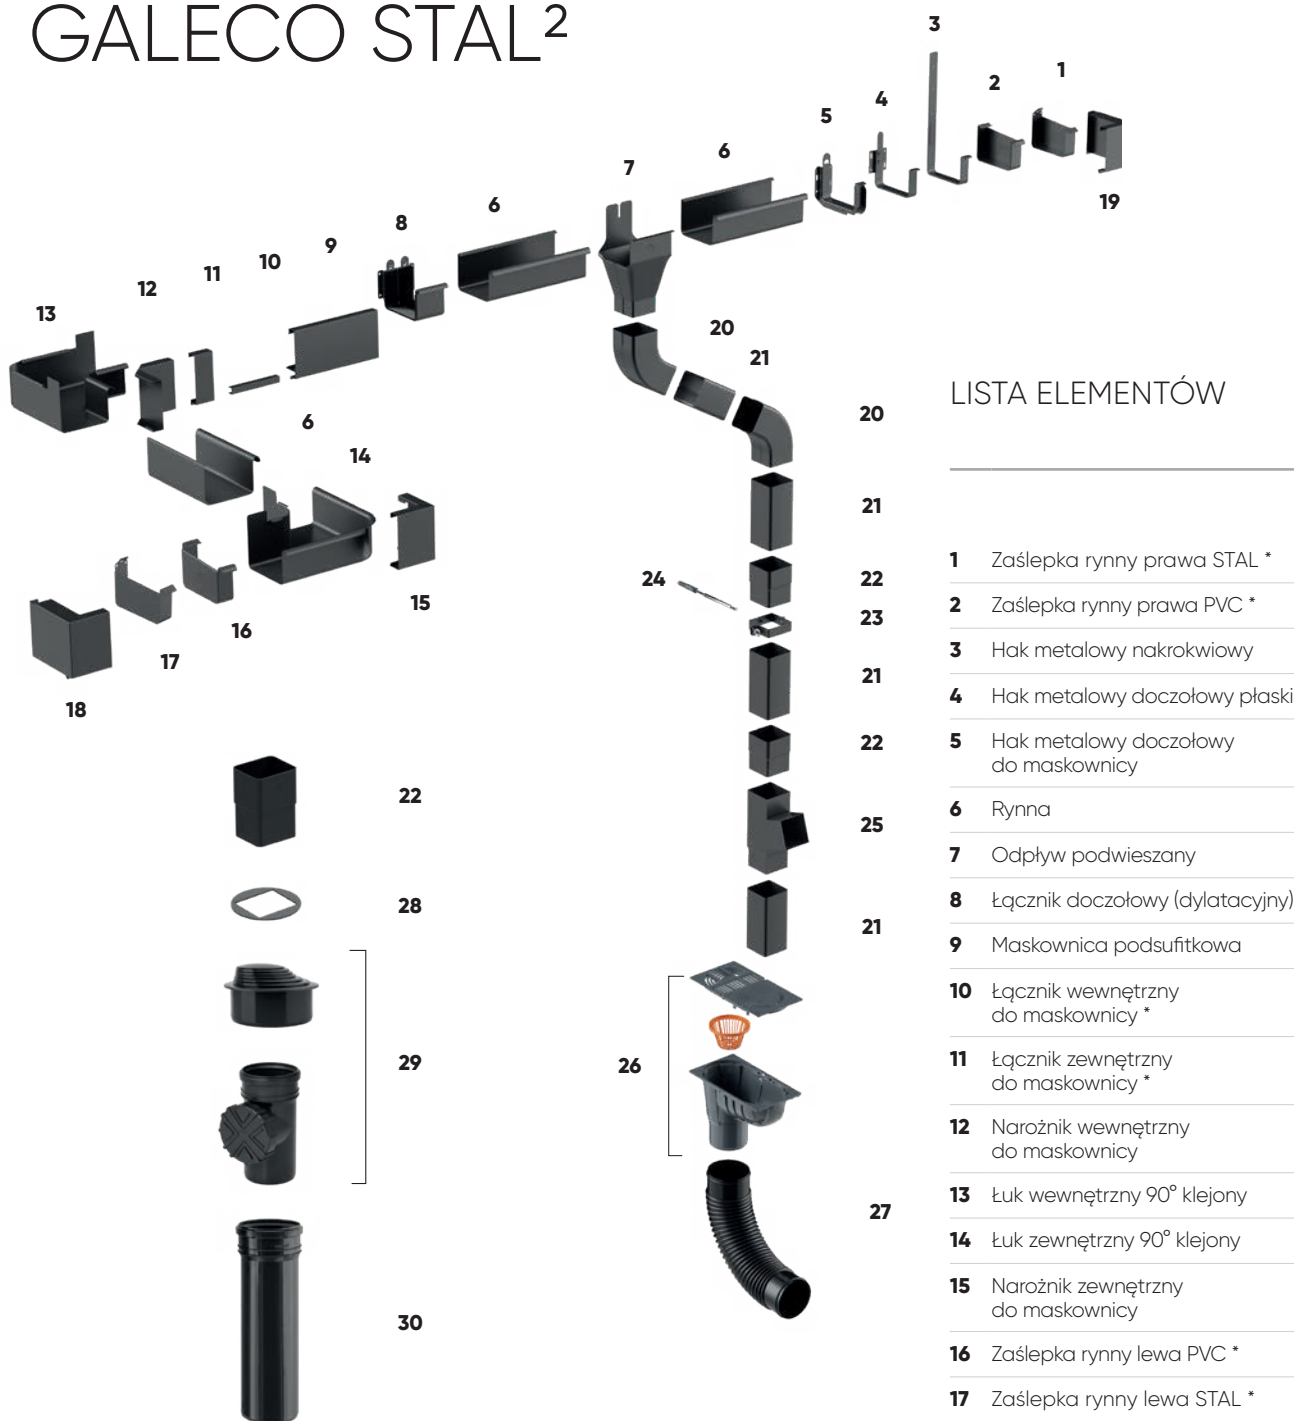 GALECO STAL²
3
1
2
4
5
6
7
19
6
8
9
10
11
12
13
20
21
20
6
14
21
24
22
23
15
16
17
21
18
22
22
25
28
21
29
26
27
30
LISTA ELEMENTÓW
1 Zaślepka rynny prawa STAL *
2 Zaślepka rynny prawa PVC *
3 Hak metalowy nakrokwiowy
4 Hak metalowy doczołowy płaski
5 Hak metalowy doczołowy
do maskownicy
6 Rynna
7 Odpływ podwieszany
8 Łącznik doczołowy (dylatacyjny)
9 Maskownica podsufitkowa
10 Łącznik wewnętrzny
do maskownicy *
11 Łącznik zewnętrzny
do maskownicy *
12 Narożnik wewnętrzny
do maskownicy
13 Łuk wewnętrzny 90° klejony
14 Łuk zewnętrzny 90° klejony
15 Narożnik zewnętrzny
do maskownicy
16 Zaślepka rynny lewa PVC *
17 Zaślepka rynny lewa STAL *